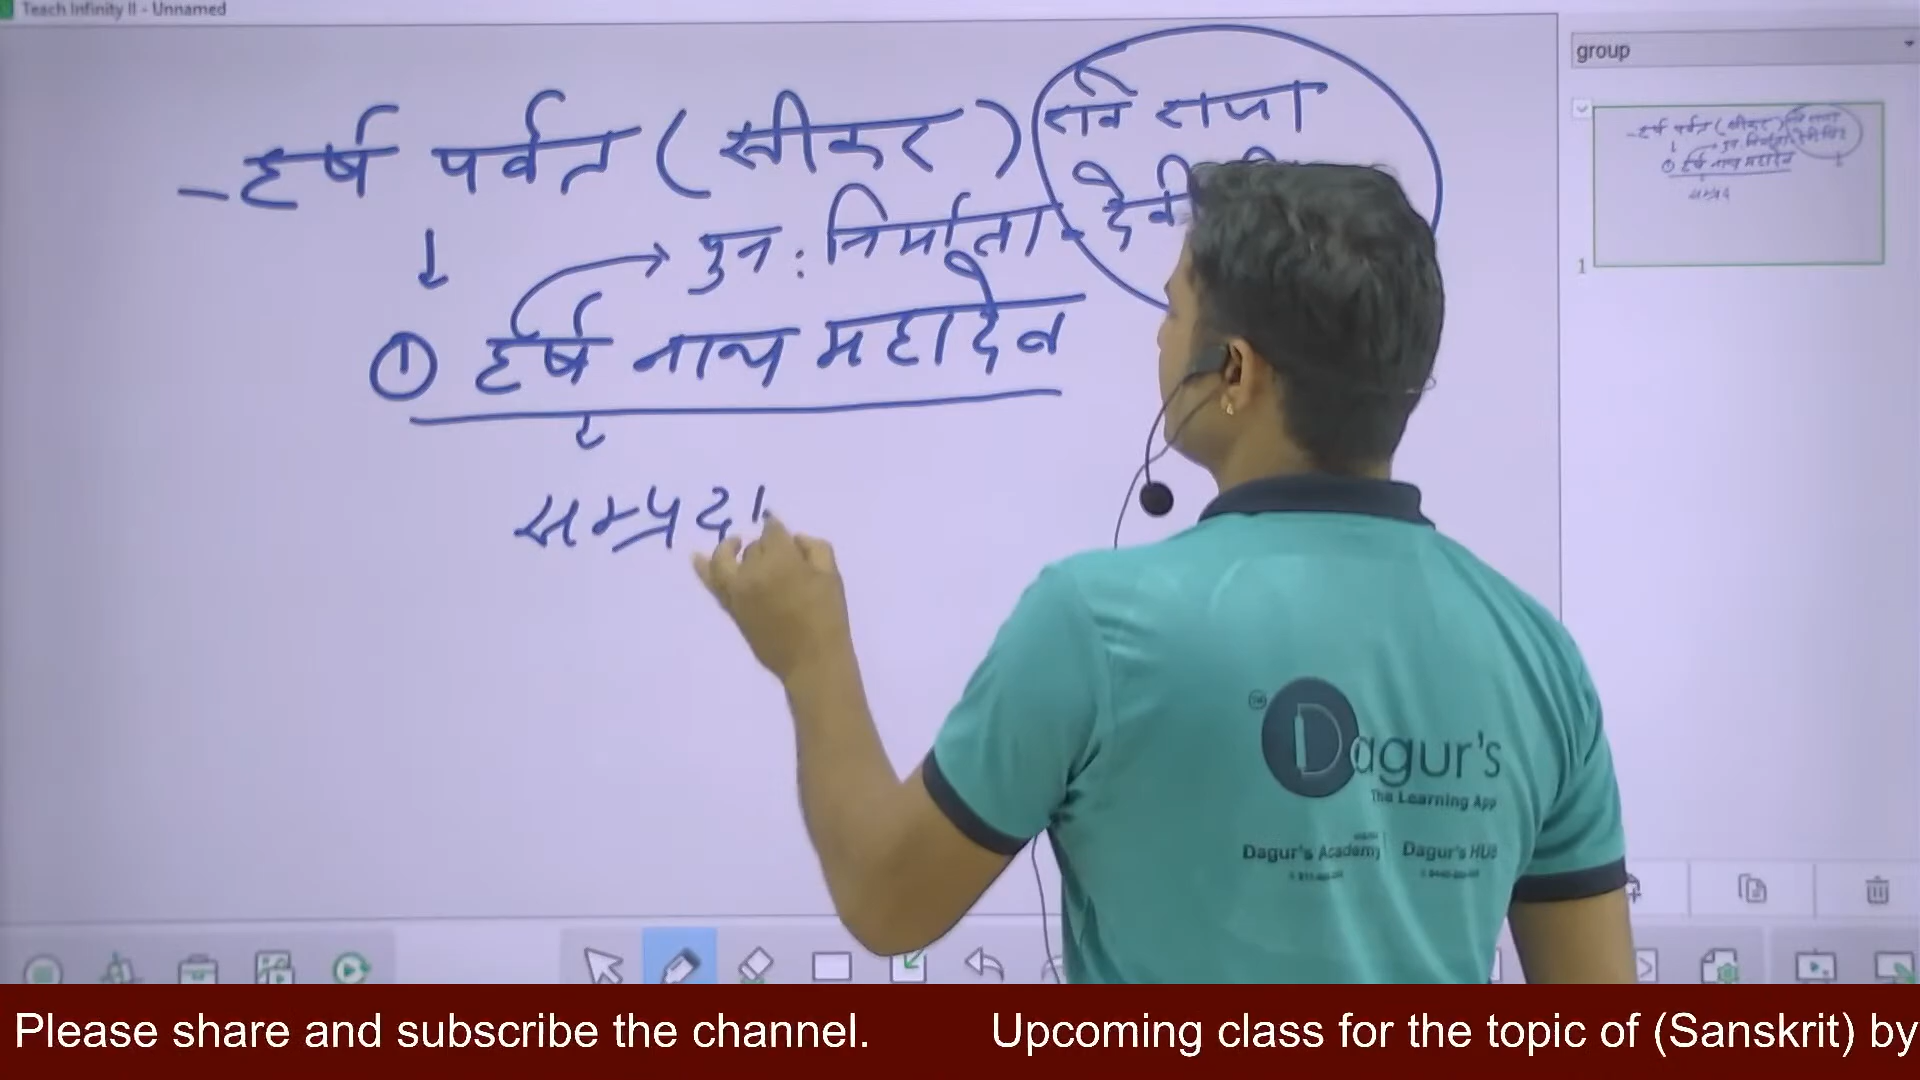 Teach Infinity II - Unnamed
group
- हर्ष पर्वत (सीकर)
राव राजा
पुन: निर्माता - देवी
① हर्ष नाथ महादेव
सम्प्रदा
1
Dagur's
The Learning App
Dagur's Academy
Dagur's HUB
Please share and subscribe the channel. Upcoming class for the topic of (Sanskrit) by